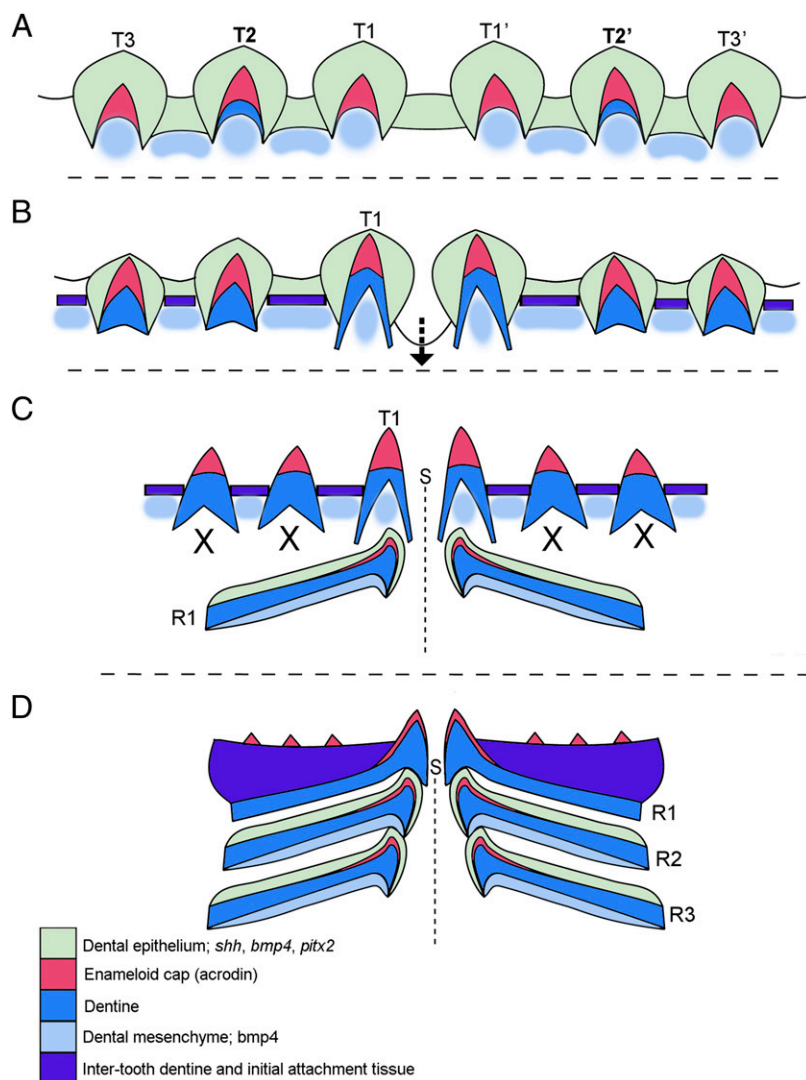 A
T3 T2 T1 T1’ T2’ T3’
B
T1
C
T1
S
X X X X
R1
D
S
R1
R2
R3
Dental epithelium; shh, bmp4, pitx2
Enameloid cap (acrodin)
Dentine
Dental mesenchyme; bmp4
Inter-tooth dentine and initial attachment tissue